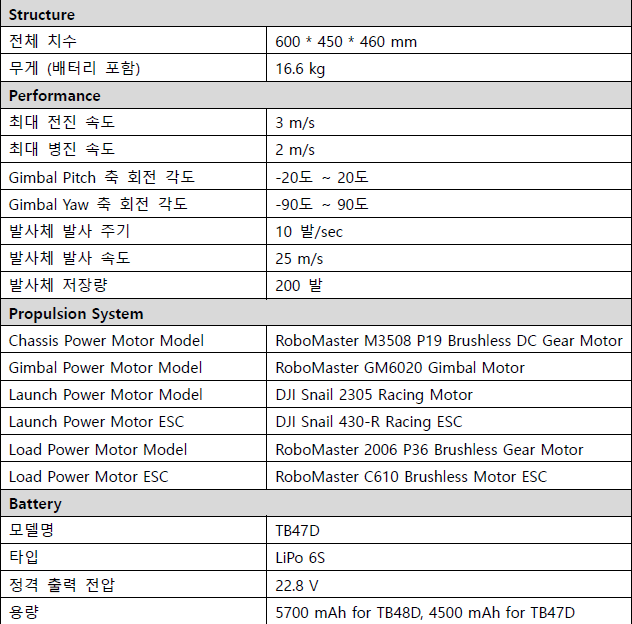 Structure
전체 치수 600 * 450 * 460 mm
무게 (배터리 포함) 16.6 kg
Performance
최대 전진 속도 3 m/s
최대 병진 속도 2 m/s
Gimbal Pitch 축 회전 각도 -20도 ~ 20도
Gimbal Yaw 축 회전 각도 -90도 ~ 90도
발사체 발사 주기 10 발/sec
발사체 발사 속도 25 m/s
발사체 저장량 200 발
Propulsion System
Chassis Power Motor Model RoboMaster M3508 P19 Brushless DC Gear Motor
Gimbal Power Motor Model RoboMaster GM6020 Gimbal Motor
Launch Power Motor Model DJI Snail 2305 Racing Motor
Launch Power Motor ESC DJI Snail 430-R Racing ESC
Load Power Motor Model RoboMaster 2006 P36 Brushless Gear Motor
Load Power Motor ESC RoboMaster C610 Brushless Motor ESC
Battery
모델명 TB47D
타입 LiPo 6S
정격 출력 전압 22.8 V
용량 5700 mAh for TB48D, 4500 mAh for TB47D